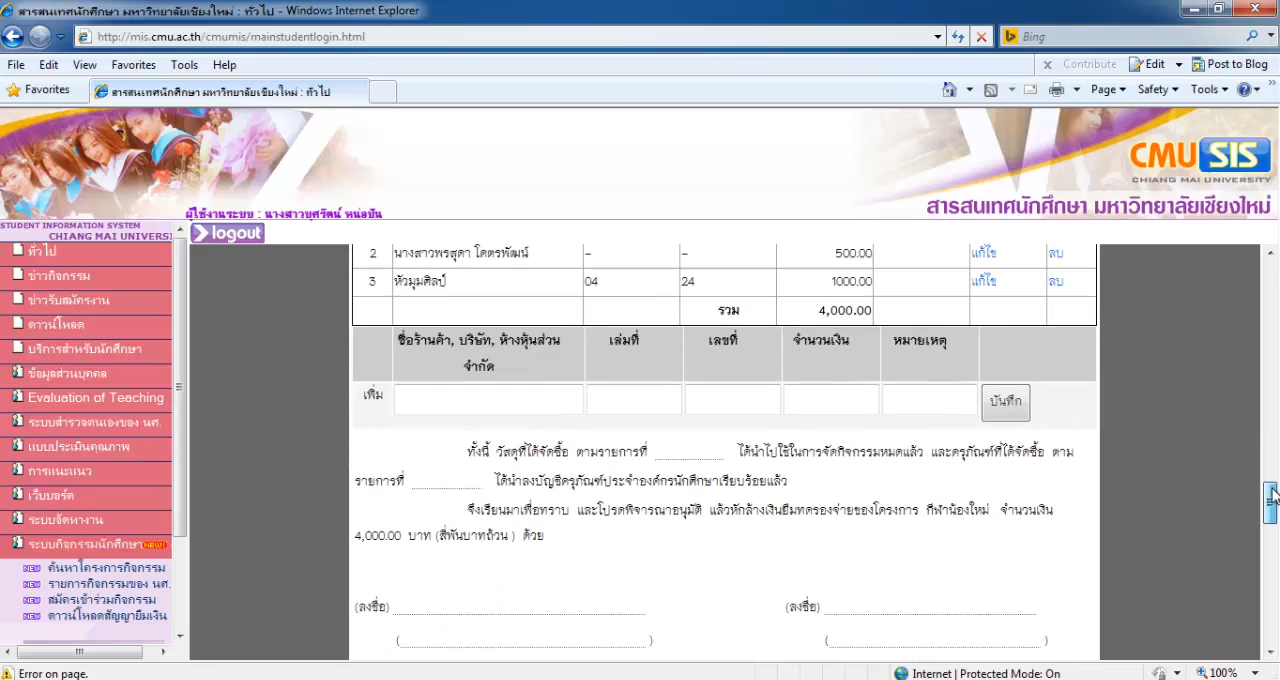 สารสนเทศนักศึกษา มหาวิทยาลัยเชียงใหม่ : ทั่วไป - Windows Internet Explorer
http://mis.cmu.ac.th/cmumis/mainstudentlogin.html
Bing
File Edit View Favorites Tools Help
x Contribute Edit Post to Blog
Favorites สารสนเทศนักศึกษา มหาวิทยาลัยเชียงใหม่ : ทั่วไป
Page Safety Tools
CMU SIS
CHIANG MAI UNIVERSITY
สารสนเทศนักศึกษา มหาวิทยาลัยเชียงใหม่
ผู้ใช้งานระบบ : นางสาวบุศรัตน์ หน่อปัน
STUDENT INFORMATION SYSTEM
CHIANG MAI UNIVERSI
logout
ทั่วไป
ข่าวกิจกรรม
ข่าวรับสมัครงาน
ดาวน์โหลด
บริการสำหรับนักศึกษา
ข้อมูลส่วนบุคคล
Evaluation of Teaching
ระบบสำรวจตนเองของ นศ.
แบบประเมินคุณภาพ
การแนะแนว
เว็บบอร์ด
ระบบจัดหางาน
ระบบกิจกรรมนักศึกษา NEW!
NEW ค้นหาโครงการกิจกรรม
NEW รายการกิจกรรมของ นศ.
NEW สมัครเข้าร่วมกิจกรรม
NEW ดาวน์โหลดสัญญายืมเงิน
2 นางสาวพรสุดา โคตรพัฒน์ - - 500.00 แก้ไข ลบ
3 หัวมุมศิลป์ 04 24 1000.00 แก้ไข ลบ
รวม 4,000.00
ชื่อร้านค้า, บริษัท, ห้างหุ้นส่วน เล่มที่ เลขที่ จำนวนเงิน หมายเหตุ
จำกัด
เพิ่ม บันทึก
ทั้งนี้ วัสดุที่ได้จัดซื้อ ตามรายการที่ ได้นำไปใช้ในการจัดกิจกรรมหมดแล้ว และครุภัณฑ์ที่ได้จัดซื้อ ตาม
รายการที่ ได้นำลงบัญชีครุภัณฑ์ประจำองค์กรนักศึกษาเรียบร้อยแล้ว
จึงเรียนมาเพื่อทราบ และโปรดพิจารณาอนุมัติ แล้วหักล้างเงินยืมทดรองจ่ายของโครงการ กีฬาน้องใหม่ จำนวนเงิน
4,000.00 บาท (สี่พันบาทถ้วน ) ด้วย
(ลงชื่อ) (ลงชื่อ)
( ) ( )
Error on page. Internet | Protected Mode: On 100%